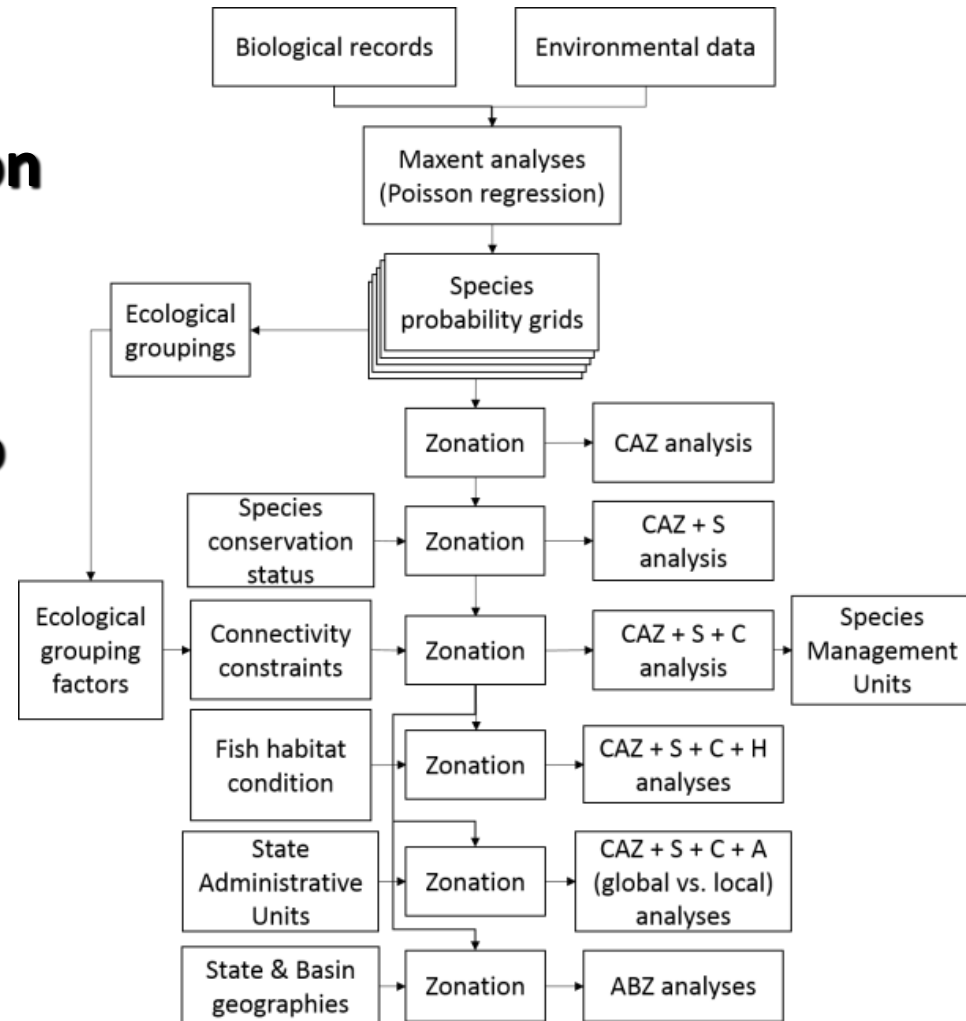 Biological records
Environmental data
on
Maxent analyses
(Poisson regression)
Species
probability grids
Ecological
groupings
Zonation
CAZ analysis
Species
conservation
status
Zonation
CAZ + S
analysis
Ecological
grouping
factors
Connectivity
constraints
Zonation
CAZ + S + C
analysis
Species
Management
Units
Fish habitat
condition
Zonation
CAZ + S + C + H
analyses
State
Administrative
Units
Zonation
CAZ + S + C + A
(global vs. local)
analyses
State & Basin
geographies
Zonation
ABZ analyses